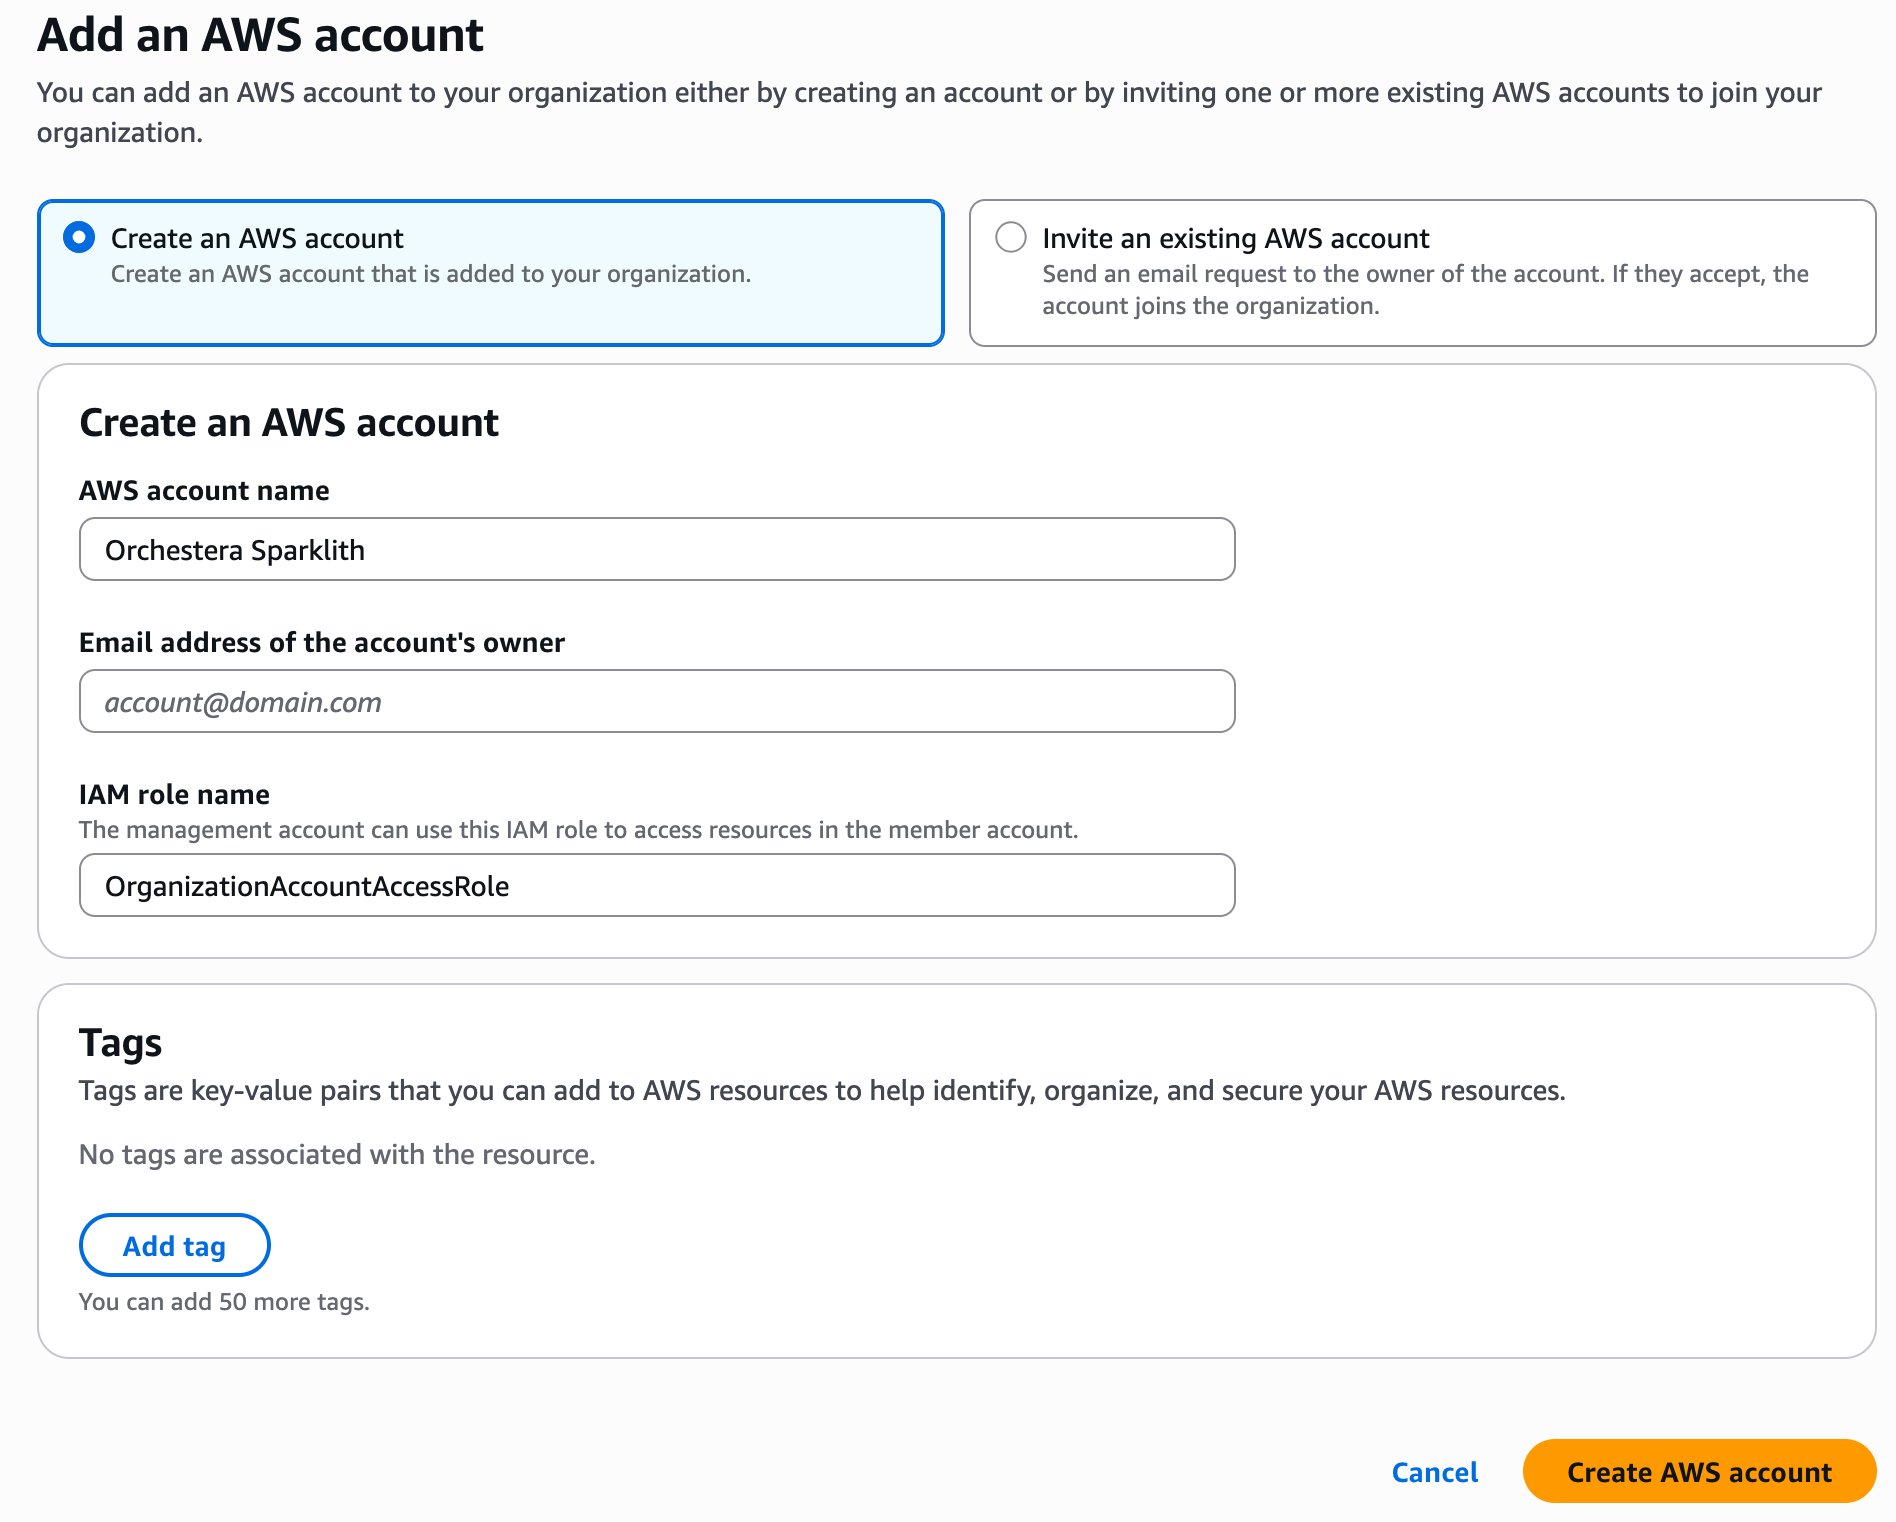 Add an AWS account
You can add an AWS account to your organization either by creating an account or by inviting one or more existing AWS accounts to join your
organization.
Create an AWS account
Create an AWS account that is added to your organization.
Invite an existing AWS account
Send an email request to the owner of the account. If they accept, the
account joins the organization.
Create an AWS account
AWS account name
Orchestera Sparklith
Email address of the account's owner
account@domain.com
IAM role name
The management account can use this IAM role to access resources in the member account.
OrganizationAccountAccessRole
Tags
Tags are key-value pairs that you can add to AWS resources to help identify, organize, and secure your AWS resources.
No tags are associated with the resource.
Add tag
You can add 50 more tags.
Cancel
Create AWS account